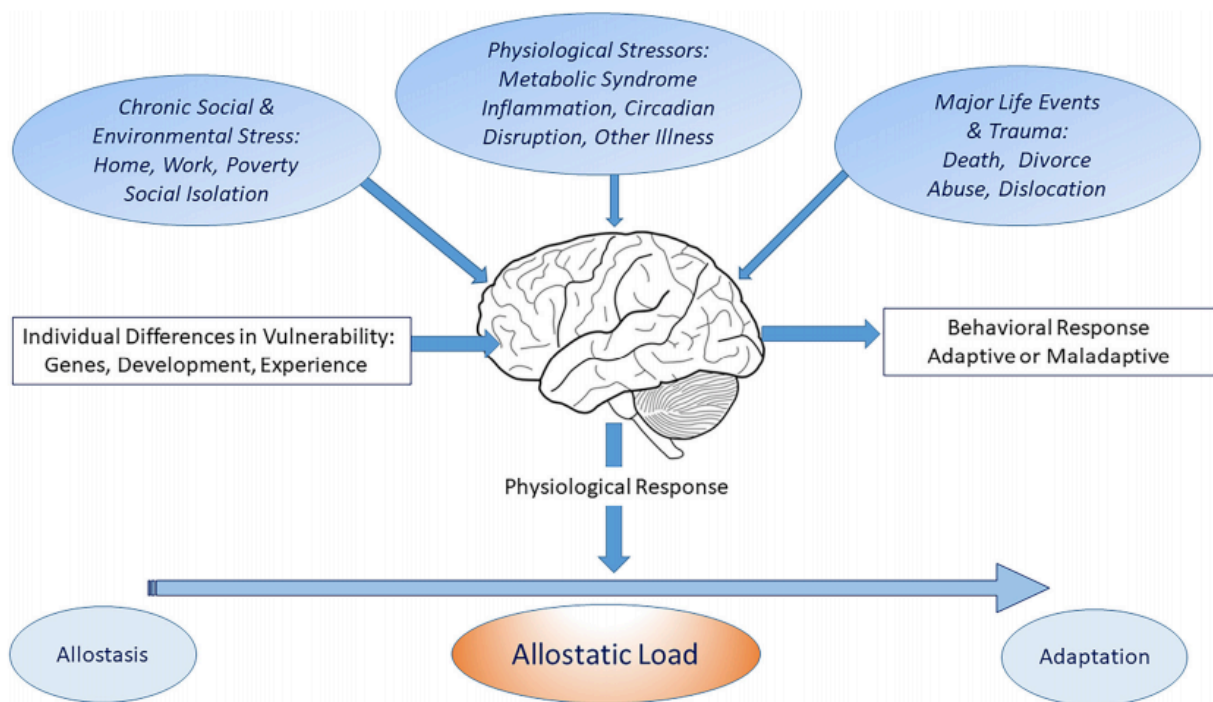 Chronic Social &
Environmental Stress:
Home, Work, Poverty
Social Isolation
Physiological Stressors:
Metabolic Syndrome
Inflammation, Circadian
Disruption, Other Illness
Major Life Events
& Trauma:
Death, Divorce
Abuse, Dislocation
Individual Differences in Vulnerability:
Genes, Development, Experience
Behavioral Response
Adaptive or Maladaptive
Physiological Response
Allostasis
Allostatic Load
Adaptation